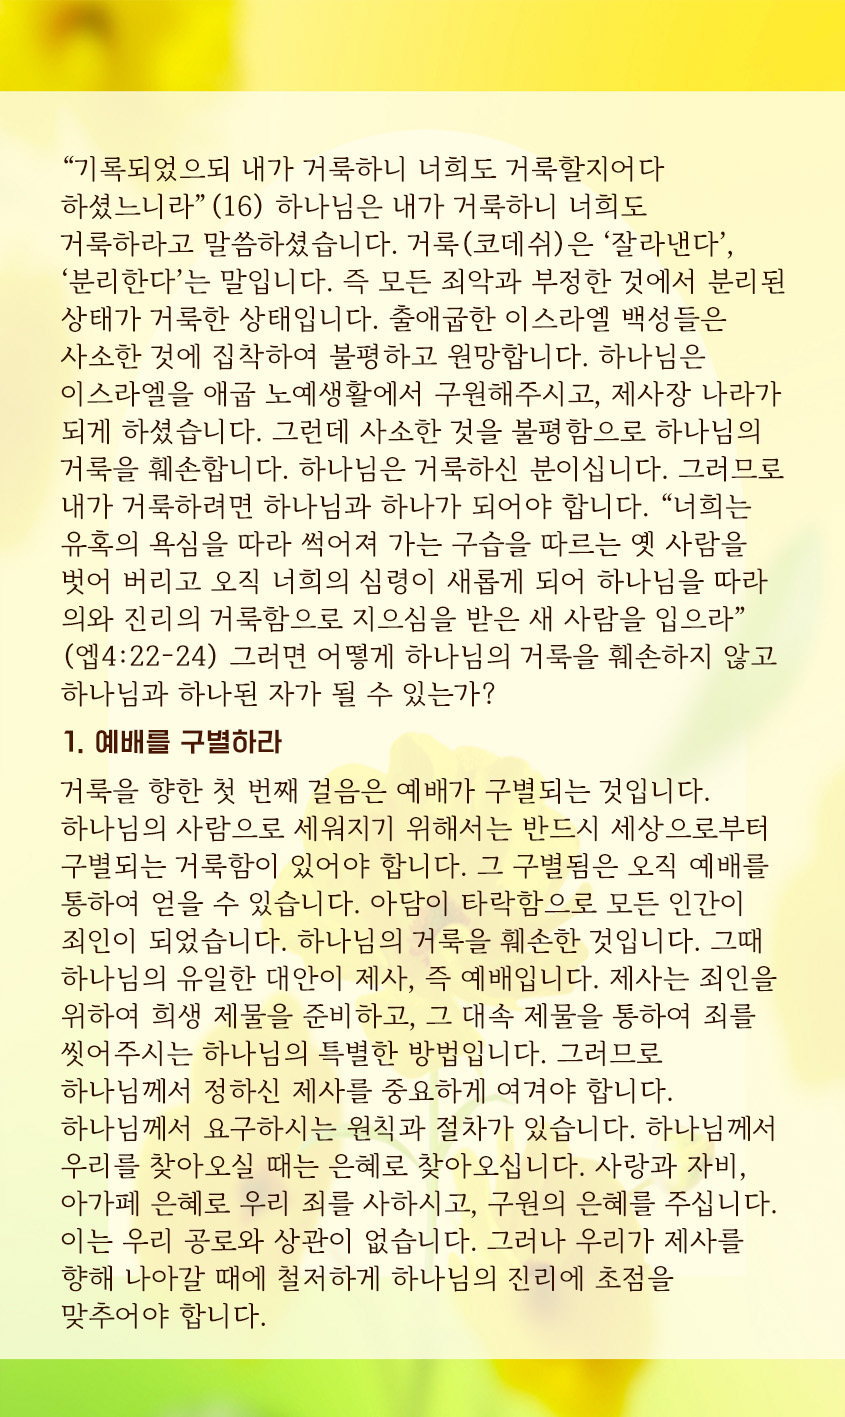 “기록되었으되 내가 거룩하니 너희도 거룩할지어다
하셨느니라” (16) 하나님은 내가 거룩하니 너희도
거룩하라고 말씀하셨습니다. 거룩(코데쉬)은 ‘잘라낸다’,
‘분리한다’는 말입니다. 즉 모든 죄악과 부정한 것에서 분리된
상태가 거룩한 상태입니다. 출애굽한 이스라엘 백성들은
사소한 것에 집착하여 불평하고 원망합니다. 하나님은
이스라엘을 애굽 노예생활에서 구원해주시고, 제사장 나라가
되게 하셨습니다. 그런데 사소한 것을 불평함으로 하나님의
거룩을 훼손합니다. 하나님은 거룩하신 분이십니다. 그러므로
내가 거룩하려면 하나님과 하나가 되어야 합니다. “너희는
유혹의 욕심을 따라 썩어져 가는 구습을 따르는 옛 사람을
벗어 버리고 오직 너희의 심령이 새롭게 되어 하나님을 따라
의와 진리의 거룩함으로 지으심을 받은 새 사람을 입으라”
(엡4:22-24) 그러면 어떻게 하나님의 거룩을 훼손하지 않고
하나님과 하나된 자가 될 수 있는가?
1. 예배를 구별하라
거룩을 향한 첫 번째 걸음은 예배가 구별되는 것입니다.
하나님의 사람으로 세워지기 위해서는 반드시 세상으로부터
구별되는 거룩함이 있어야 합니다. 그 구별됨은 오직 예배를
통하여 얻을 수 있습니다. 아담이 타락함으로 모든 인간이
죄인이 되었습니다. 하나님의 거룩을 훼손한 것입니다. 그때
하나님의 유일한 대안이 제사, 즉 예배입니다. 제사는 죄인을
위하여 희생 제물을 준비하고, 그 대속 제물을 통하여 죄를
씻어주시는 하나님의 특별한 방법입니다. 그러므로
하나님께서 정하신 제사를 중요하게 여겨야 합니다.
하나님께서 요구하시는 원칙과 절차가 있습니다. 하나님께서
우리를 찾아오실 때는 은혜로 찾아오십니다. 사랑과 자비,
아가페 은혜로 우리 죄를 사하시고, 구원의 은혜를 주십니다.
이는 우리 공로와 상관이 없습니다. 그러나 우리가 제사를
향해 나아갈 때에 철저하게 하나님의 진리에 초점을
맞추어야 합니다.